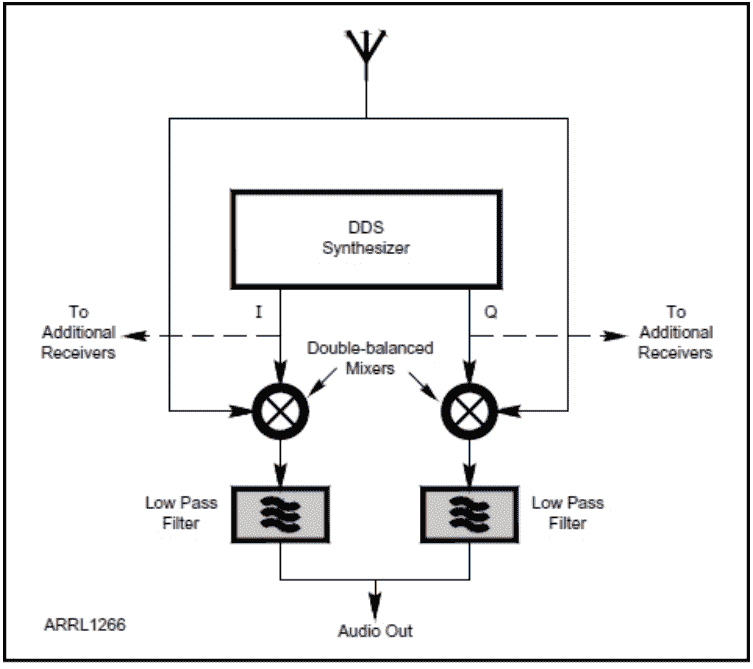 DDS
Synthesizer
I
Q
To
Additional
Receivers
To
Additional
Receivers
Double-balanced
Mixers
Low Pass
Filter
Low Pass
Filter
ARRL1266
Audio Out